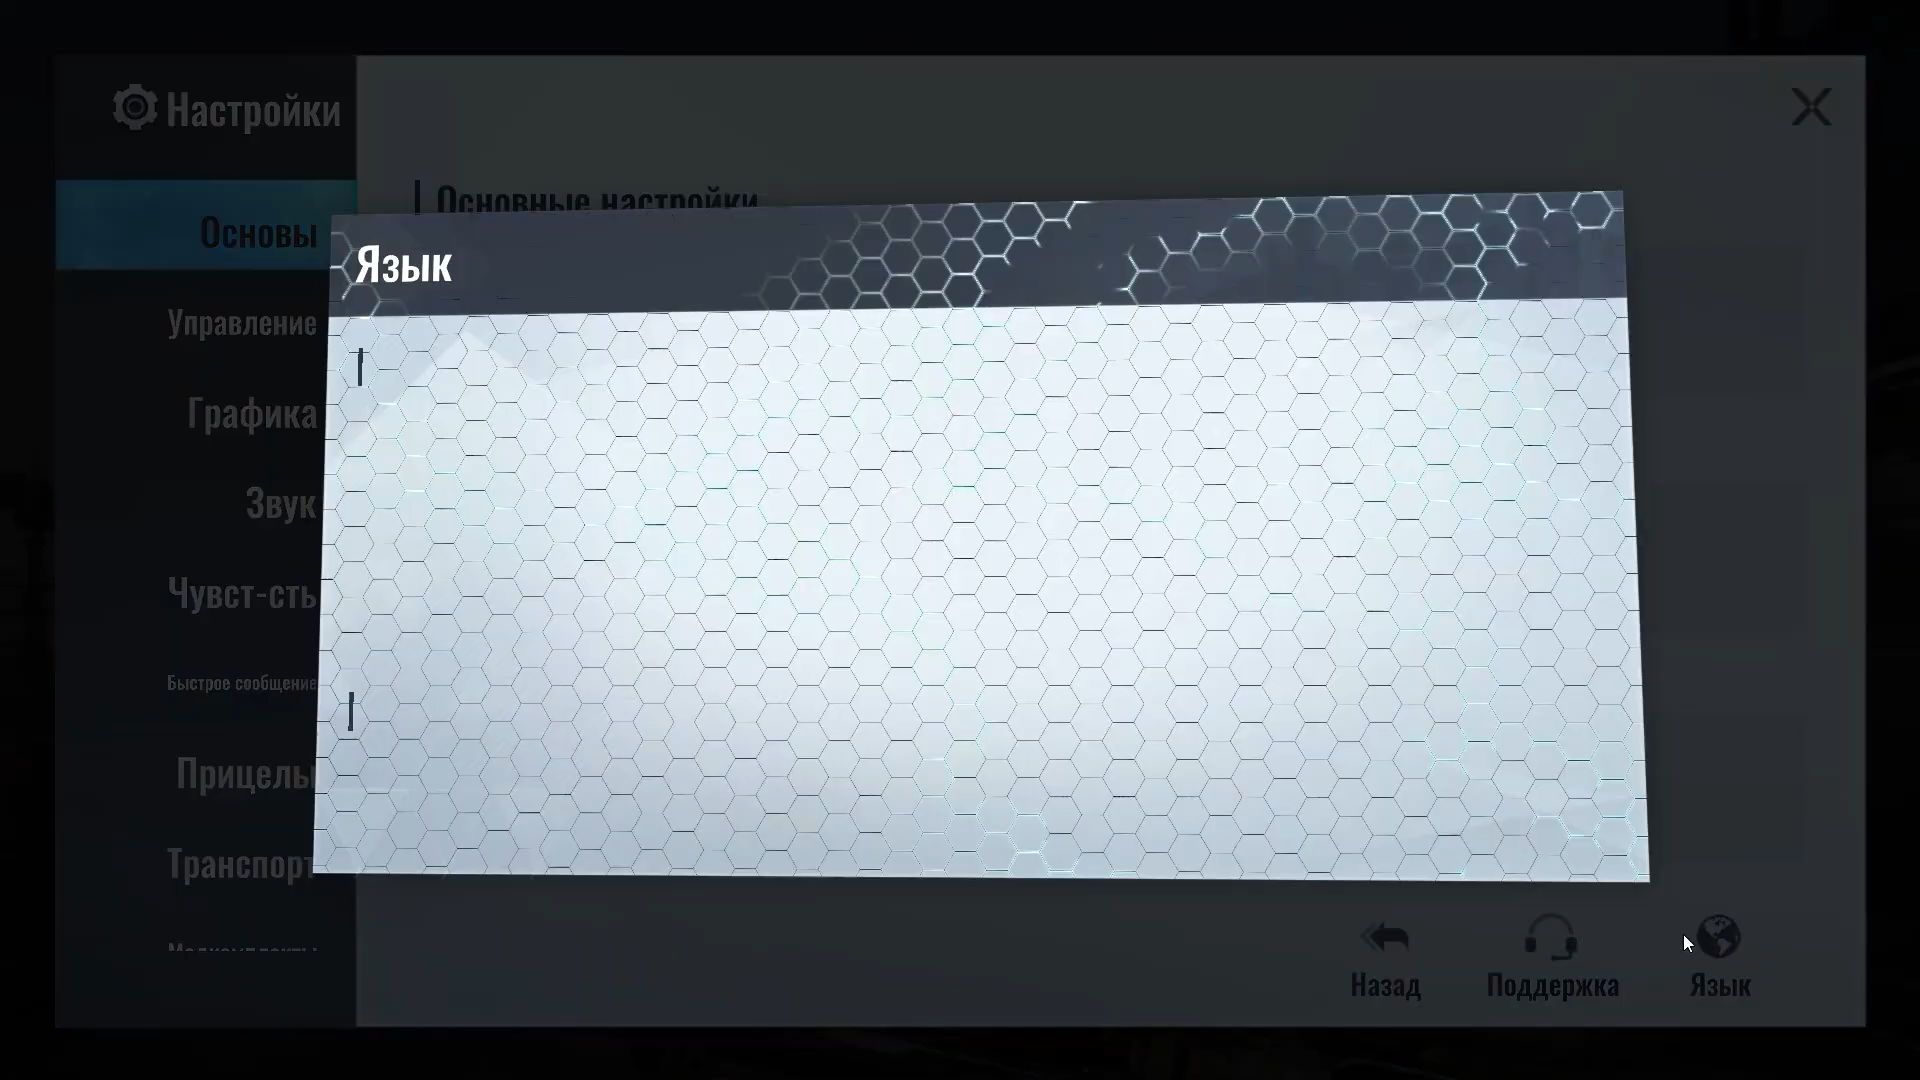 Настройки
Основные настройки
Основы
Язык
Управление
Графика
Звук
Чувст-сть
Быстрое сообщение
Прицелы
Транспорт
Назад
Поддержка
Язык